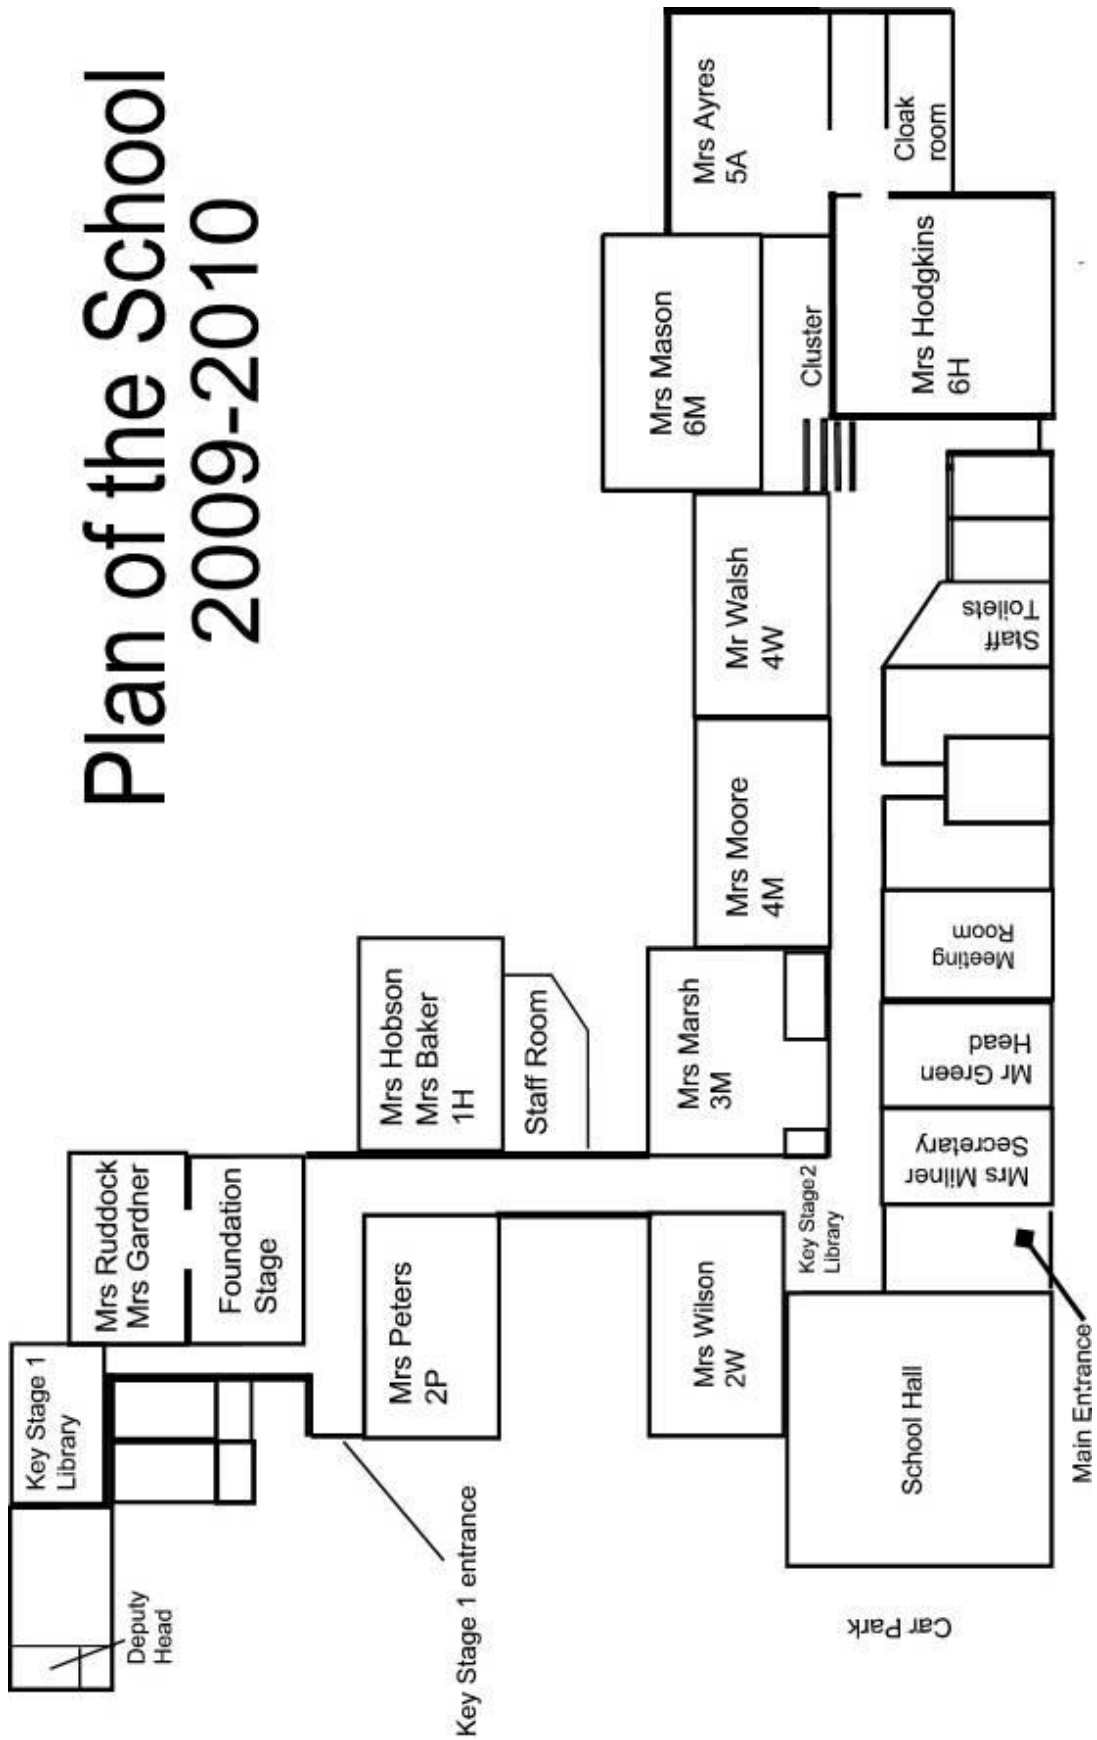 Plan of the School
2009-2010
Deputy
Head
Key Stage 1
Library
Mrs Ruddock
Mrs Gardner
Foundation
Stage
Key Stage 1 entrance
Mrs Peters
2P
Mrs Hobson
Mrs Baker
1H
Staff Room
Mrs Wilson
2W
Mrs Marsh
3M
Mrs Moore
4M
Mr Walsh
4W
Mrs Mason
6M
Cluster
Mrs Ayres
5A
Cloak
room
Mrs Hodgkins
6H
Key Stage2
Library
School Hall
Car Park
Main Entrance
Mrs Milner
Secretary
Mr Green
Head
Meeting
Room
Staff
Toilets